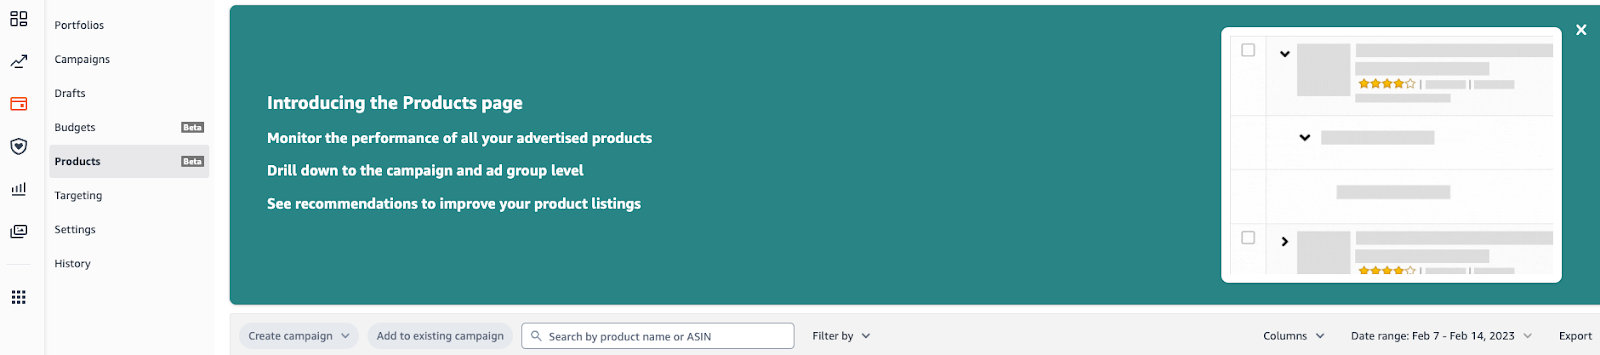 Portfolios
Campaigns
Drafts
Budgets Beta
Products Beta
Targeting
Settings
History
Introducing the Products page
Monitor the performance of all your advertised products
Drill down to the campaign and ad group level
See recommendations to improve your product listings
Create campaign Add to existing campaign Search by product name or ASIN Filter by Columns Date range: Feb 7 - Feb 14, 2023 Export